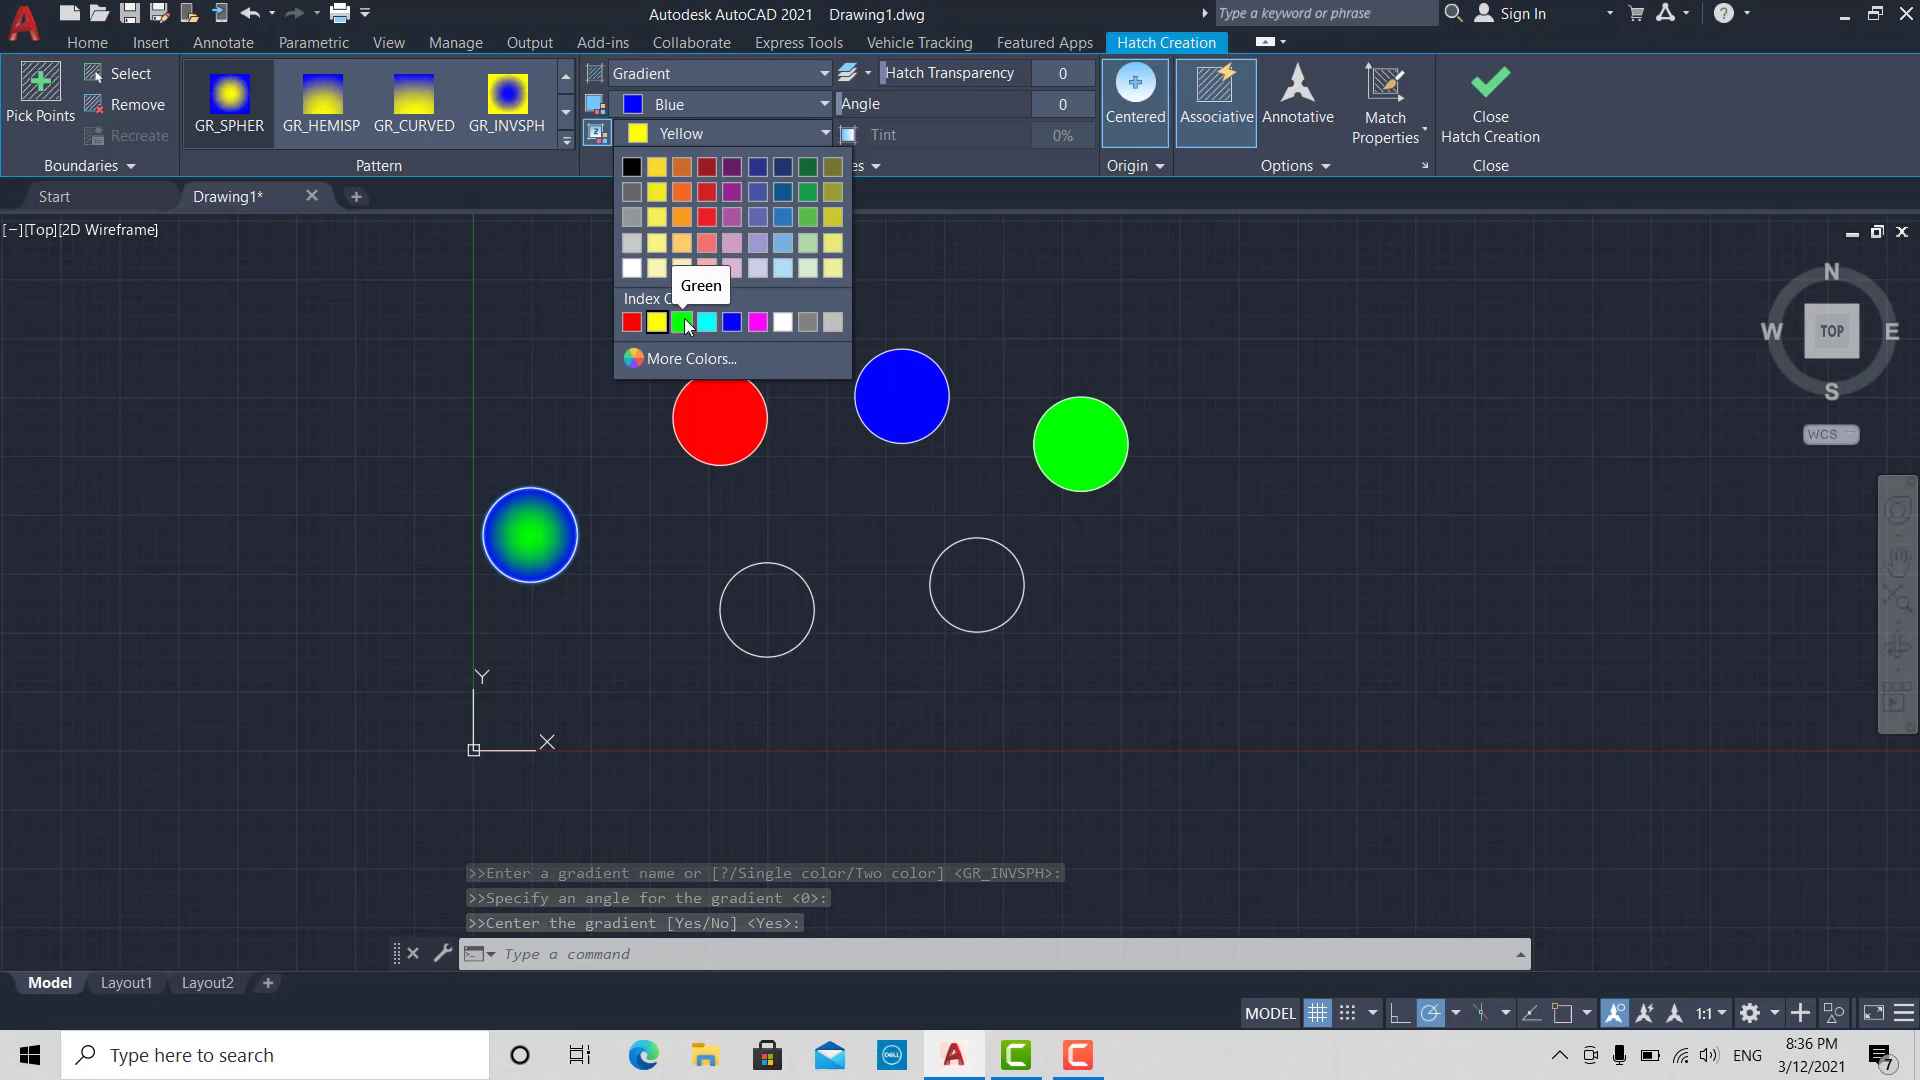 Autodesk AutoCAD 2021 Drawing1.dwg
Type a keyword or phrase
Sign In
Home Insert Annotate Parametric View Manage Output Add-ins Collaborate Express Tools Vehicle Tracking Featured Apps Hatch Creation
Pick Points
Select
Remove
Recreate
Boundaries
GR_SPHER GR_HEMISP GR_CURVED GR_INVSPH
Pattern
Gradient
Blue
2 Yellow
Hatch Transparency 0
Angle 0
Tint 0%
es
Centered
Origin
Associative
Annotative
Match
Properties
Options
Close
Hatch Creation
Close
Start Drawing1*
[−][Top][2D Wireframe]
Green
Index C
More Colors...
N
W TOP E
S
WCS
Y
X
>>Enter a gradient name or [?/Single color/Two color] <GR_INVSPH>:
>>Specify an angle for the gradient <0>:
>>Center the gradient [Yes/No] <Yes>:
Type a command
Model Layout1 Layout2
MODEL 1:1
Type here to search
DELL
ENG
8:36 PM
3/12/2021
7